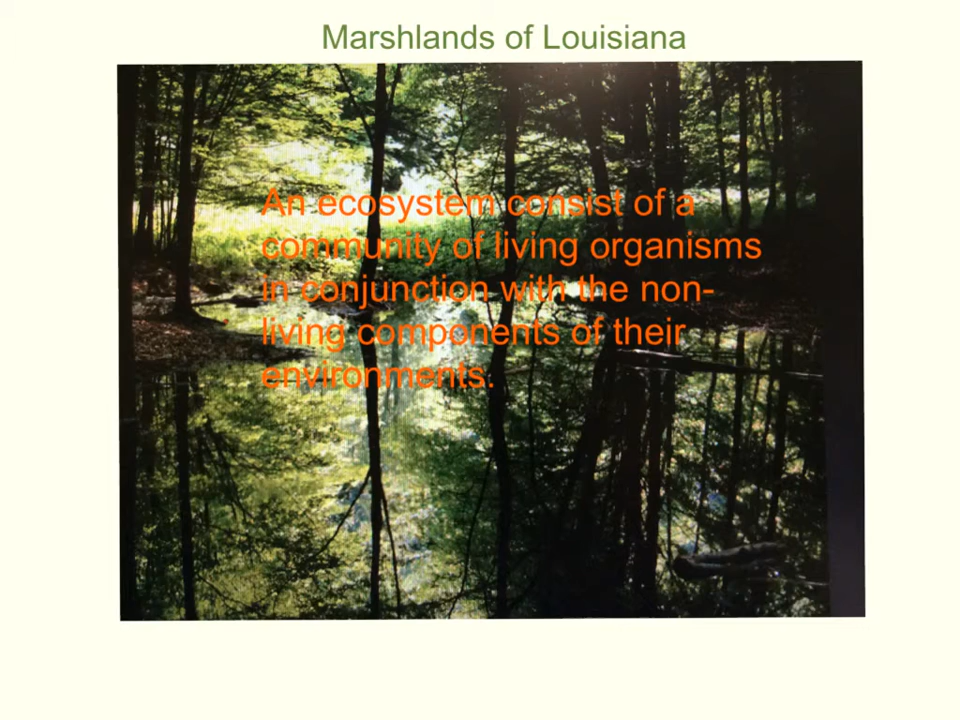 Marshlands of Louisiana
An ecosystem consist of a
community of living organisms
in conjunction with the non-
living components of their
environments.